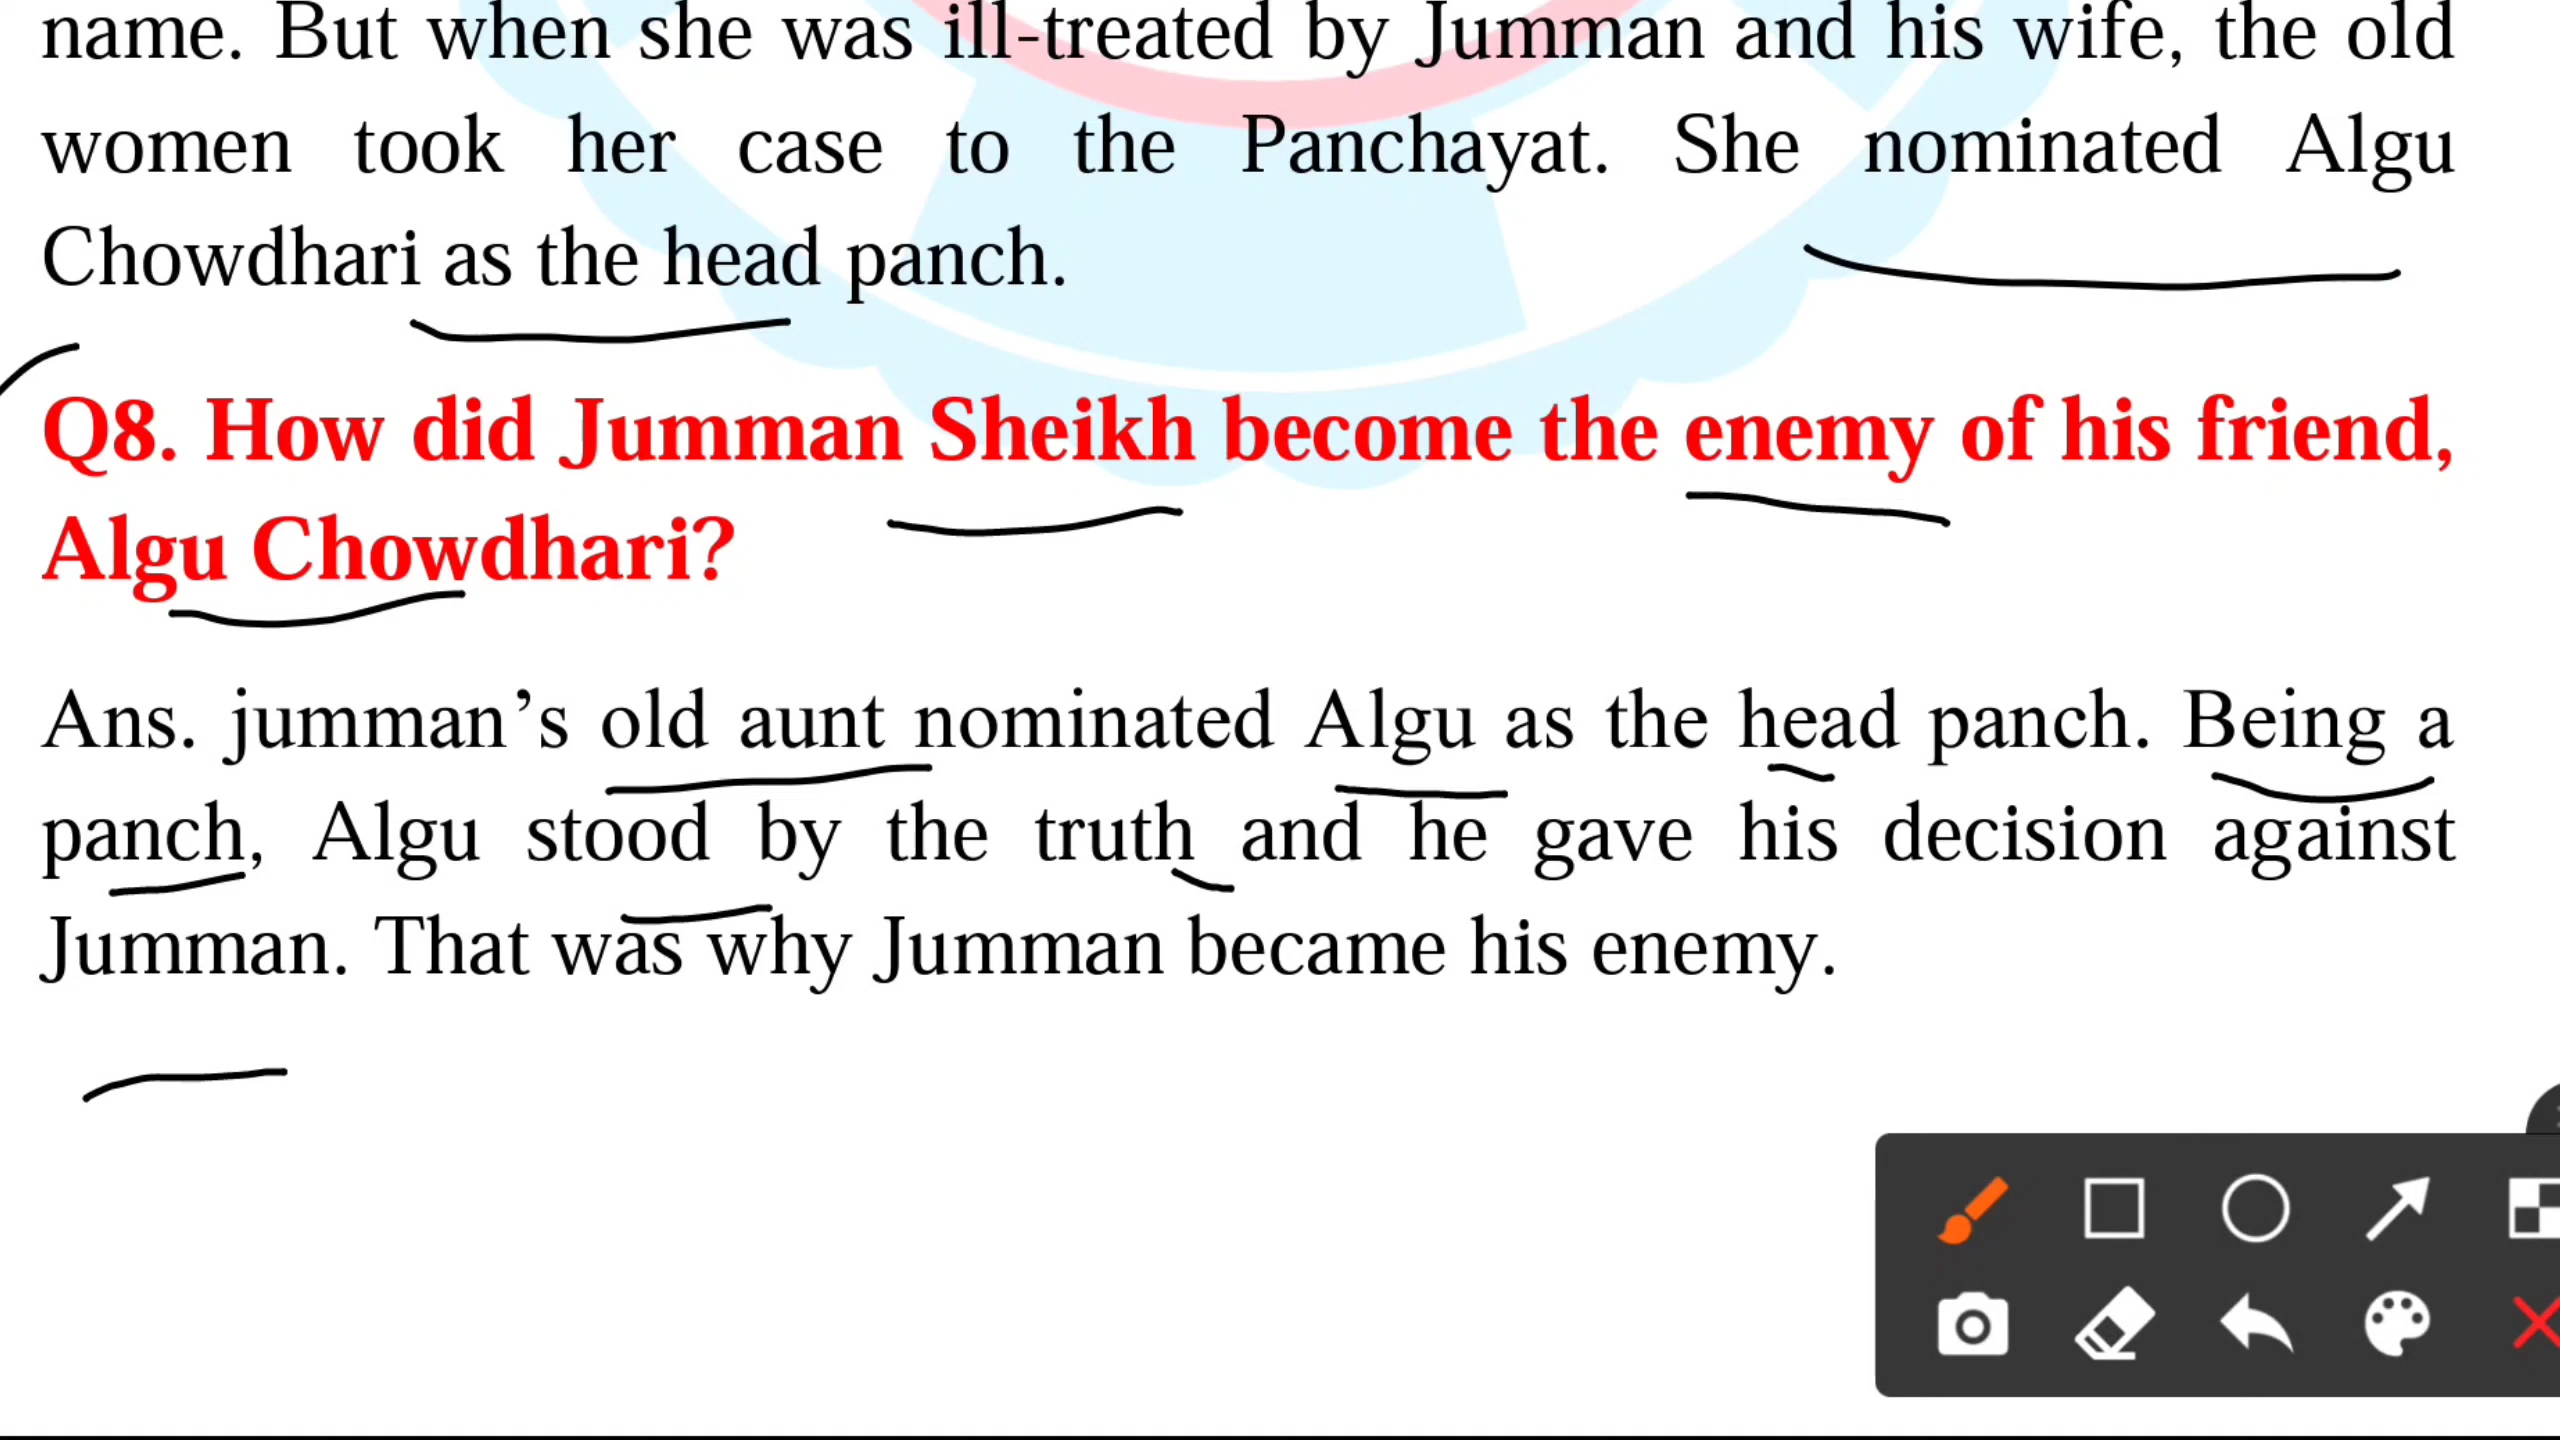 name. But when she was ill-treated by Jumman and his wife, the old
women took her case to the Panchayat. She nominated Algu
Chowdhari as the head panch.
Q8. How did Jumman Sheikh become the enemy of his friend,
Algu Chowdhari?
Ans. jumman’s old aunt nominated Algu as the head panch. Being a
panch, Algu stood by the truth and he gave his decision against
Jumman. That was why Jumman became his enemy.